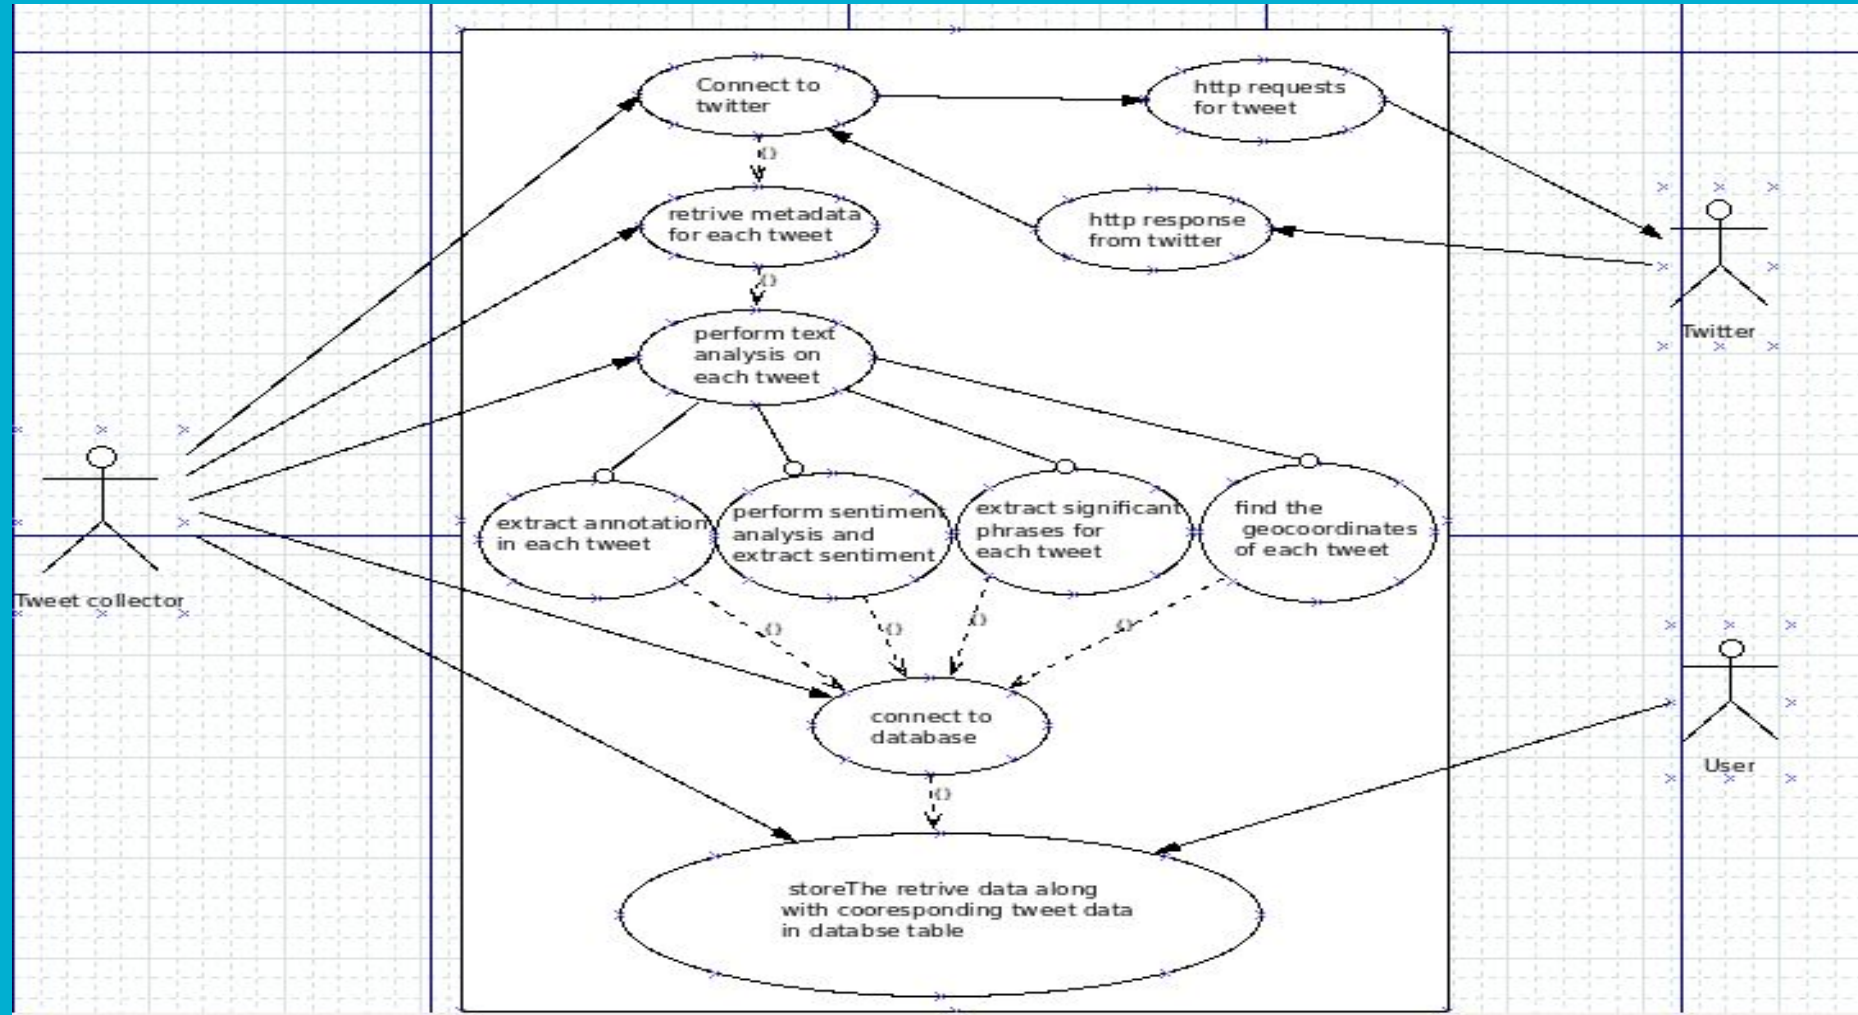 Connect to
twitter
http requests
for tweet
{}
retrive metadata
for each tweet
http response
from twitter
{}
perform text
analysis on
each tweet
Twitter
extract annotation
in each tweet
perform sentiment
analysis and
extract sentiment
extract significant
phrases for
each tweet
find the
geocoordinates
of each tweet
Tweet collector
{}
{}
{}
{}
connect to
database
User
{}
storeThe retrive data along
with cooresponding tweet data
in databse table